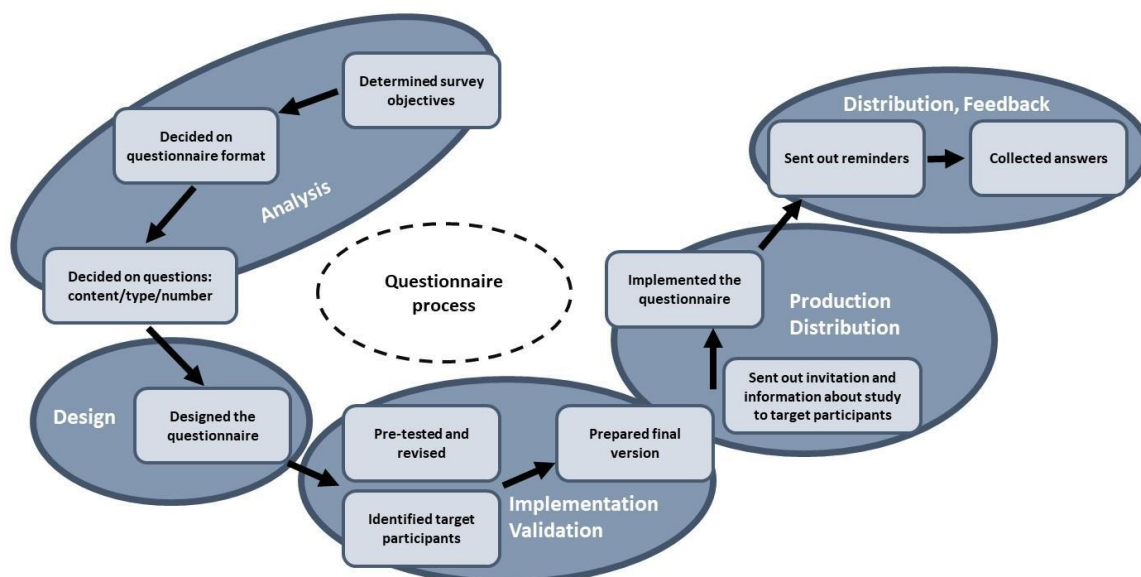 Determined survey
objectives
Decided on
questionnaire format
Analysis
Decided on questions:
content/type/number
Questionnaire
process
Design
Designed the
questionnaire
Pre-tested and
revised
Identified target
participants
Prepared final
version
Implementation
Validation
Sent out invitation and
information about study
to target participants
Implemented the
questionnaire
Production
Distribution
Distribution, Feedback
Sent out reminders
Collected answers